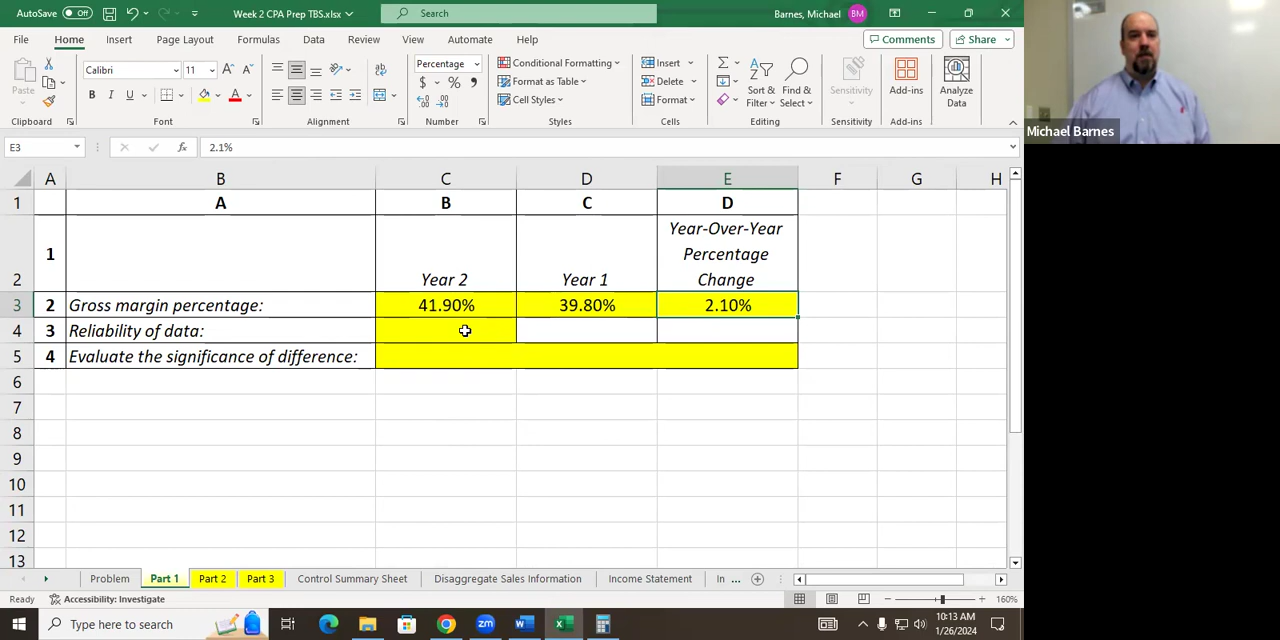 AutoSave Off Week 2 CPA Prep TBS.xlsx Search Barnes, Michael BM
File Home Insert Page Layout Formulas Data Review View Automate Help Comments Share
Paste Calibri 11 Percentage Conditional Formatting Insert Sort & Filter Find & Select Sensitivity Add-ins Analyze Data
B I U A $ % Format as Table Delete
Cell Styles Format
Clipboard Font Alignment Number Styles Cells Editing Sensitivity Add-ins
Michael Barnes
E3 fx 2.1%
A B C D E F G H
1 A B C D
2 1 Year 2 Year 1 Year-Over-Year Percentage Change
3 2 Gross margin percentage: 41.90% 39.80% 2.10%
4 3 Reliability of data:
5 4 Evaluate the significance of difference:
6
7
8
9
10
11
12
13
Problem Part 1 Part 2 Part 3 Control Summary Sheet Disaggregate Sales Information Income Statement In ...
Ready Accessibility: Investigate 160%
Type here to search 10:13 AM
1/26/2024